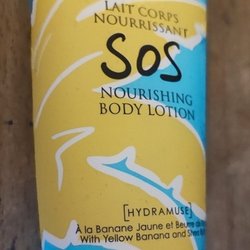 LAIT CORPS
NOURRISSANT
SOS
NOURISHING
BODY LOTION
[HYDRAMUSE]
À la Banane Jaune et Beurre de
With Yellow Banana and Shea